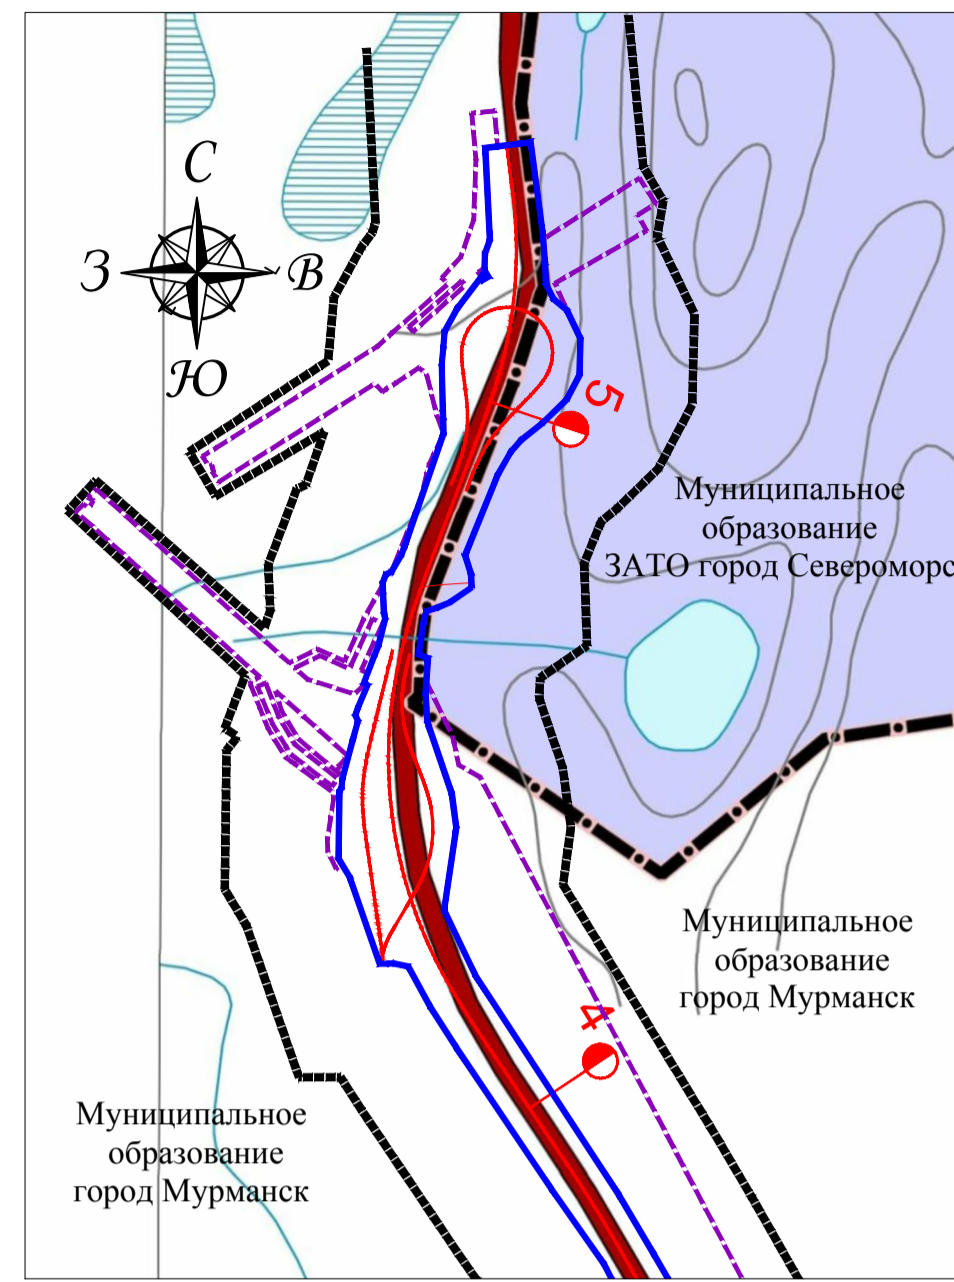 С
З
В
Ю
5
Муниципальное
образование
ЗАТО город Североморс
Муниципальное
образование
город Мурманск
4
Муниципальное
образование
город Мурманск